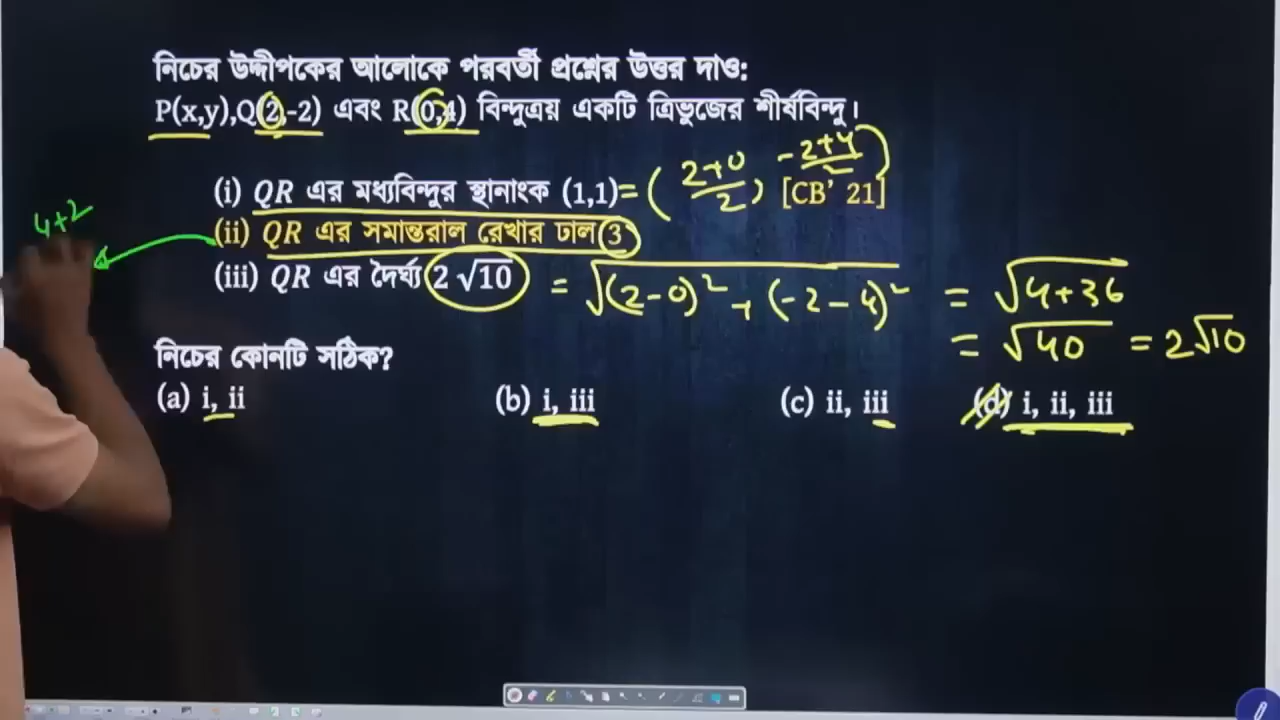 নিচের উদ্দীপকের আলোকে পরবর্তী প্রশ্নের উত্তর দাও:
P(x,y),Q(2,-2) এবং R(0,4) বিন্দুত্রয় একটি ত্রিভুজের শীর্ষবিন্দু।
(i) QR এর মধ্যবিন্দুর স্থানাংক (1,1) = (2+0/2, -2+4/2) [CB' 21]
4+2
(ii) QR এর সমান্তরাল রেখার ঢাল 3
(iii) QR এর দৈর্ঘ্য 2√10 = √(2-0)² + (-2-4)² = √4+36
= √40 = 2√10
নিচের কোনটি সঠিক?
(a) i, ii (b) i, iii (c) ii, iii (d) i, ii, iii